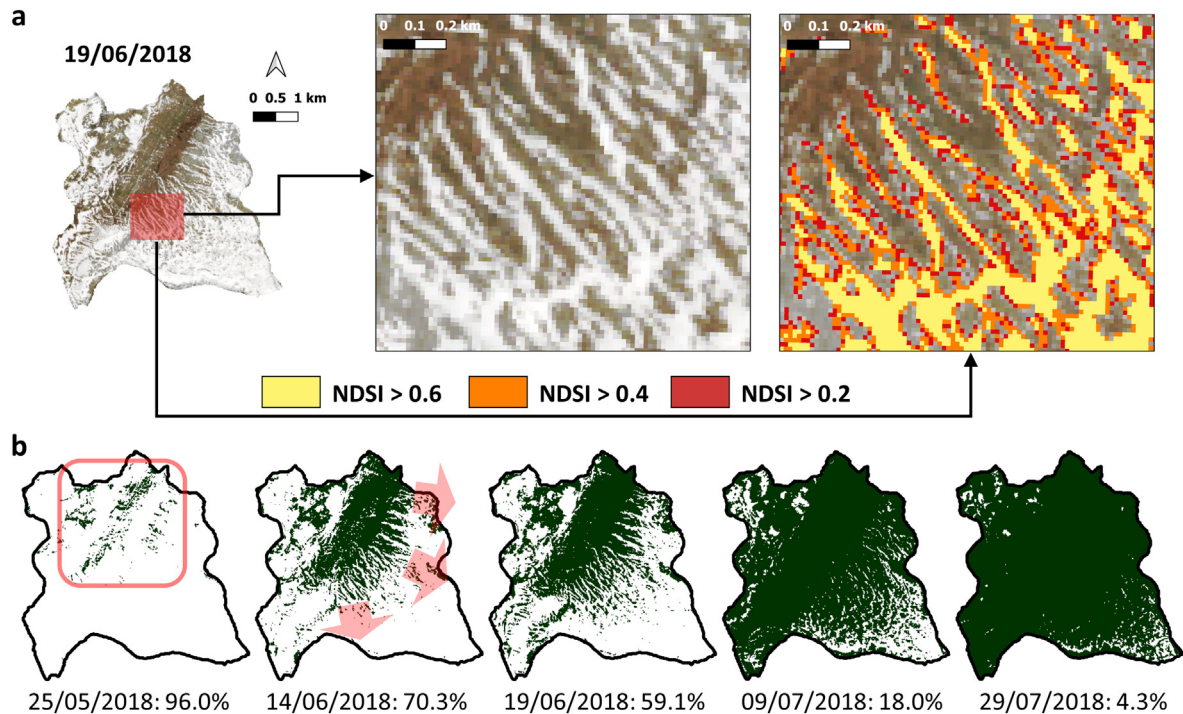 a
19/06/2018
0 0.5 1 km
0 0.1 0.2 km
0 0.1 0.2 km
NDSI > 0.6
NDSI > 0.4
NDSI > 0.2
b
25/05/2018: 96.0%
14/06/2018: 70.3%
19/06/2018: 59.1%
09/07/2018: 18.0%
29/07/2018: 4.3%